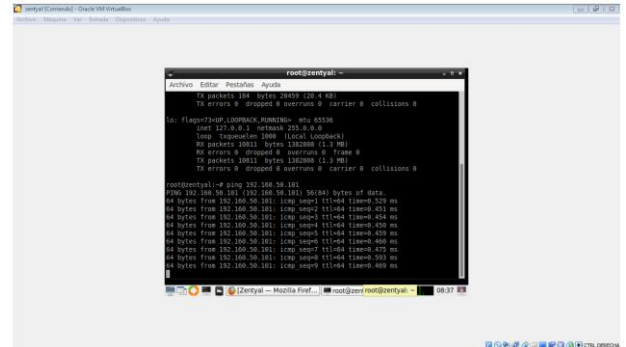 zentyal [Corriendo] - Oracle VM VirtualBox
Archivo Máquina Ver Entrada Dispositivos Ayuda
root@zentyal: ~
Archivo Editar Pestañas Ayuda
TX packets 184 bytes 20459 (20.4 KB)
TX errors 0 dropped 0 overruns 0 carrier 0 collisions 0
lo: flags=73<UP,LOOPBACK,RUNNING> mtu 65536
inet 127.0.0.1 netmask 255.0.0.0
loop txqueuelen 1000 (Local Loopback)
RX packets 10011 bytes 1382808 (1.3 MB)
RX errors 0 dropped 0 overruns 0 frame 0
TX packets 10011 bytes 1382808 (1.3 MB)
TX errors 0 dropped 0 overruns 0 carrier 0 collisions 0
root@zentyal:~# ping 192.168.50.101
PING 192.168.50.101 (192.168.50.101) 56(84) bytes of data.
64 bytes from 192.168.50.101: icmp_seq=1 ttl=64 time=0.529 ms
64 bytes from 192.168.50.101: icmp_seq=2 ttl=64 time=0.451 ms
64 bytes from 192.168.50.101: icmp_seq=3 ttl=64 time=0.454 ms
64 bytes from 192.168.50.101: icmp_seq=4 ttl=64 time=0.450 ms
64 bytes from 192.168.50.101: icmp_seq=5 ttl=64 time=0.459 ms
64 bytes from 192.168.50.101: icmp_seq=6 ttl=64 time=0.460 ms
64 bytes from 192.168.50.101: icmp_seq=7 ttl=64 time=0.475 ms
64 bytes from 192.168.50.101: icmp_seq=8 ttl=64 time=0.593 ms
64 bytes from 192.168.50.101: icmp_seq=9 ttl=64 time=0.469 ms
[Zentyal — Mozilla Firef... root@zen root@zentyal: ~ 08:37
CTRL DERECHA